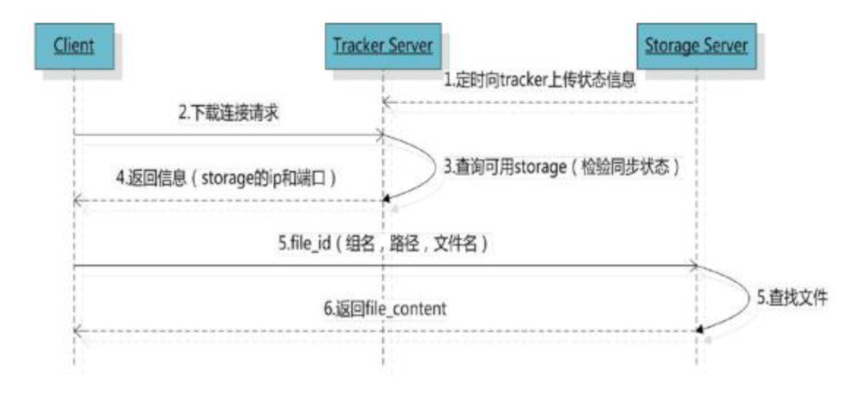 Client
Tracker Server
Storage Server
1.定时向tracker上传状态信息
2.下载连接请求
3.查询可用storage（检验同步状态）
4.返回信息（storage的ip和端口）
5.file_id（组名，路径，文件名）
5.查找文件
6.返回file_content